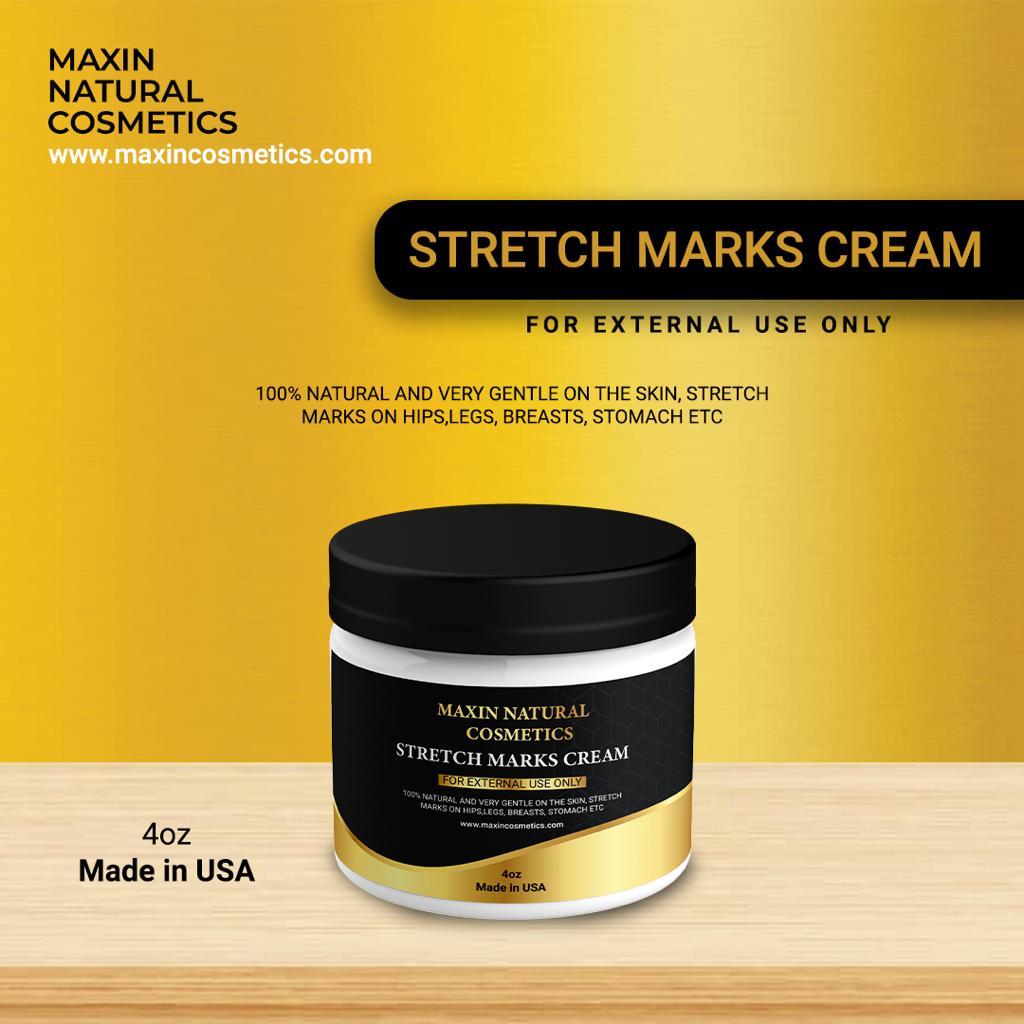 MAXIN
NATURAL
COSMETICS
www.maxincosmetics.com
STRETCH MARKS CREAM
FOR EXTERNAL USE ONLY
100% NATURAL AND VERY GENTLE ON THE SKIN, STRETCH
MARKS ON HIPS,LEGS, BREASTS, STOMACH ETC
MAXIN NATURAL
COSMETICS
STRETCH MARKS CREAM
FOR EXTERNAL USE ONLY
100% NATURAL AND VERY GENTLE ON THE SKIN, STRETCH
MARKS ON HIPS,LEGS, BREASTS, STOMACH ETC
www.maxincosmetics.com
4oz
Made in USA
4oz
Made in USA